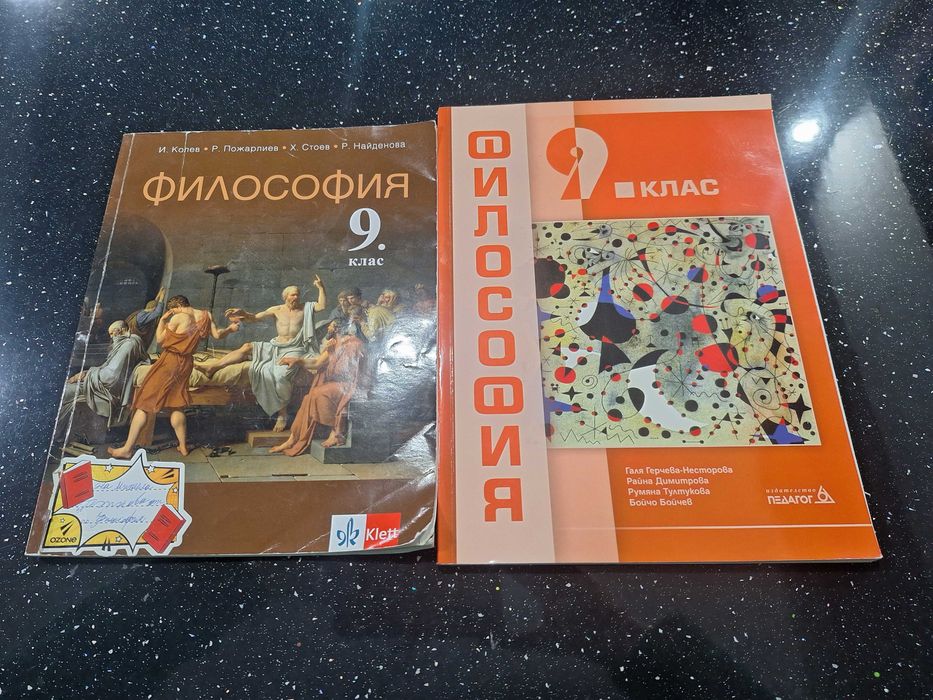 И. Колев • Р. Пожарлиев • Х. Стоев • Р. Найденова
ФИЛОСОФИЯ
9.
клас
ozone
Klett
ФИЛОСОФИЯ
9. КЛАС
Галя Герчева-Несторова
Райна Димитрова
Румяна Тултукова
Бойчо Бойчев
издателство
ПЕДАГОГ 6